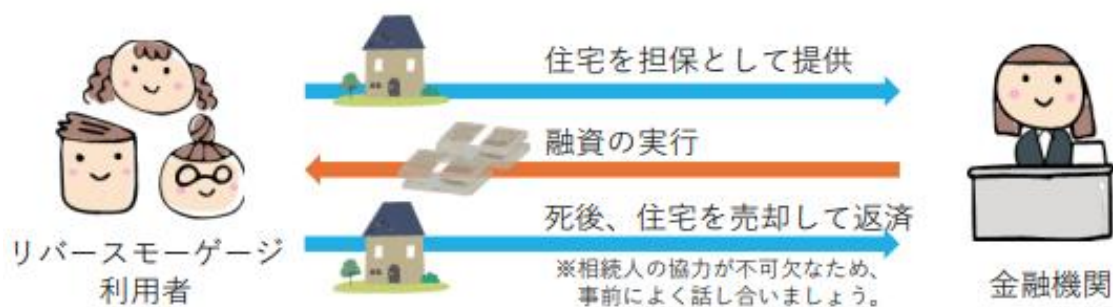 住宅を担保として提供
融資の実行
死後、住宅を売却して返済
※相続人の協力が不可欠なため、
事前によく話し合いましょう。
リバースモーゲージ
利用者
金融機関